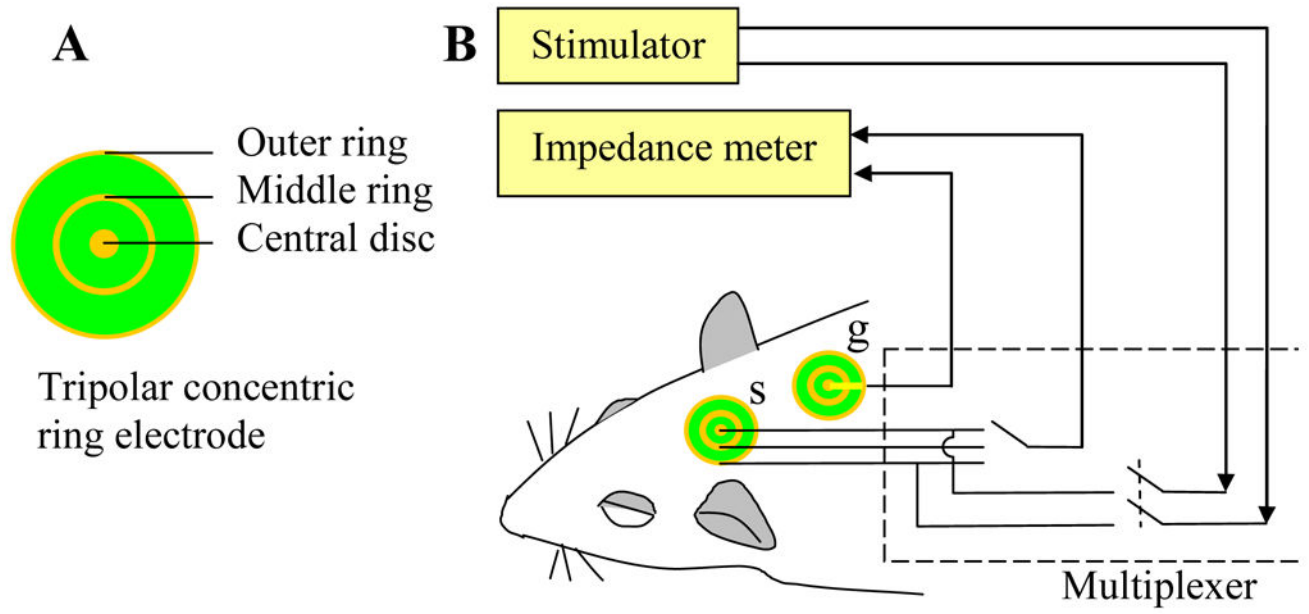 A
Outer ring
Middle ring
Central disc
Tripolar concentric
ring electrode
B
Stimulator
Impedance meter
g
s
Multiplexer